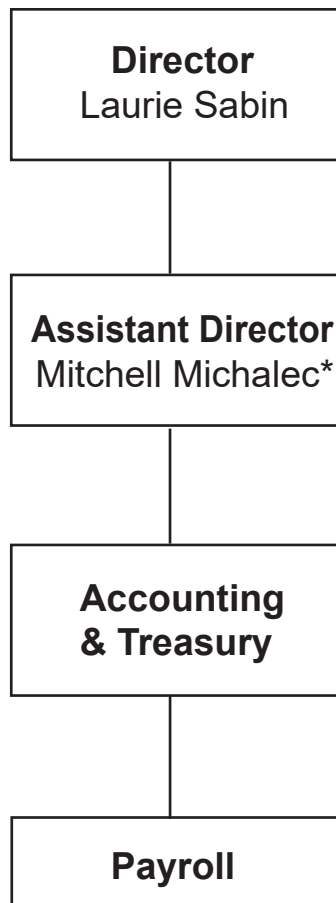 Director
Laurie Sabin
Assistant Director
Mitchell Michalec*
Accounting
& Treasury
Payroll